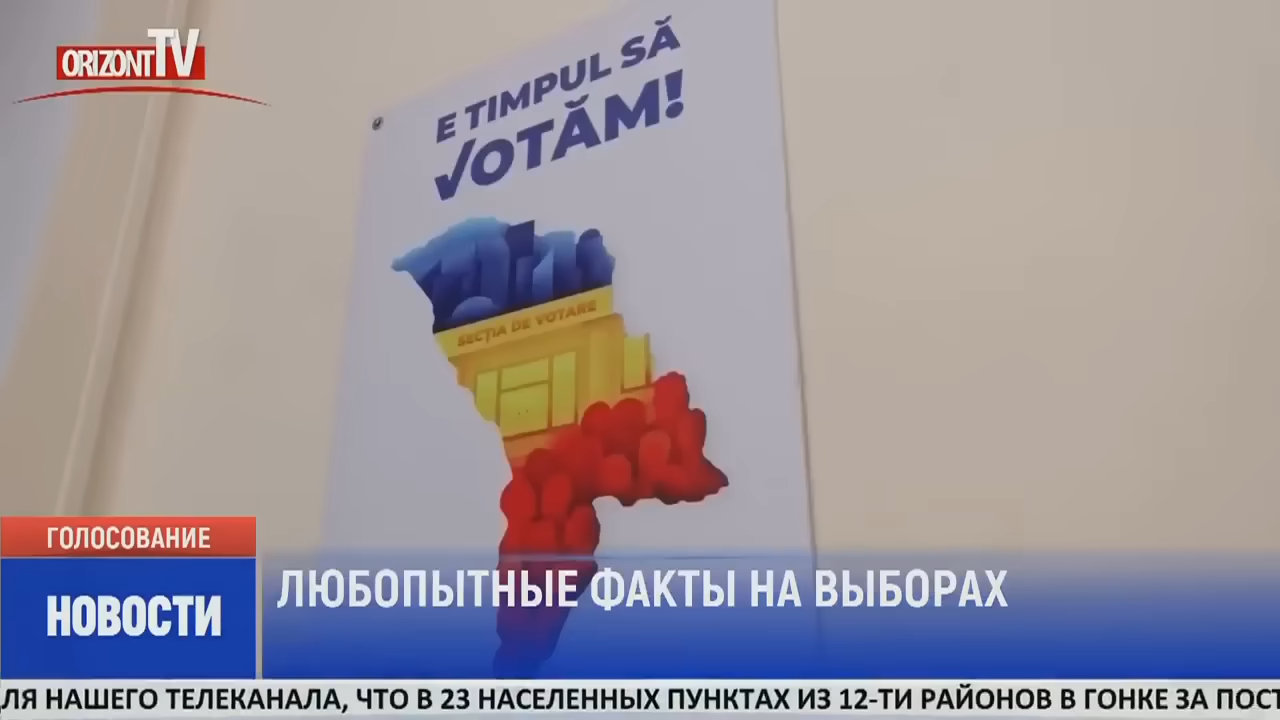 ORIZONT TV
E TIMPUL SĂ
VOTĂM!
SECȚIA DE VOTARE
ГОЛОСОВАНИЕ
НОВОСТИ
ЛЮБОПЫТНЫЕ ФАКТЫ НА ВЫБОРАХ
ЛЯ НАШЕГО ТЕЛЕКАНАЛА, ЧТО В 23 НАСЕЛЕННЫХ ПУНКТАХ ИЗ 12-ТИ РАЙОНОВ В ГОНКЕ ЗА ПОСТ